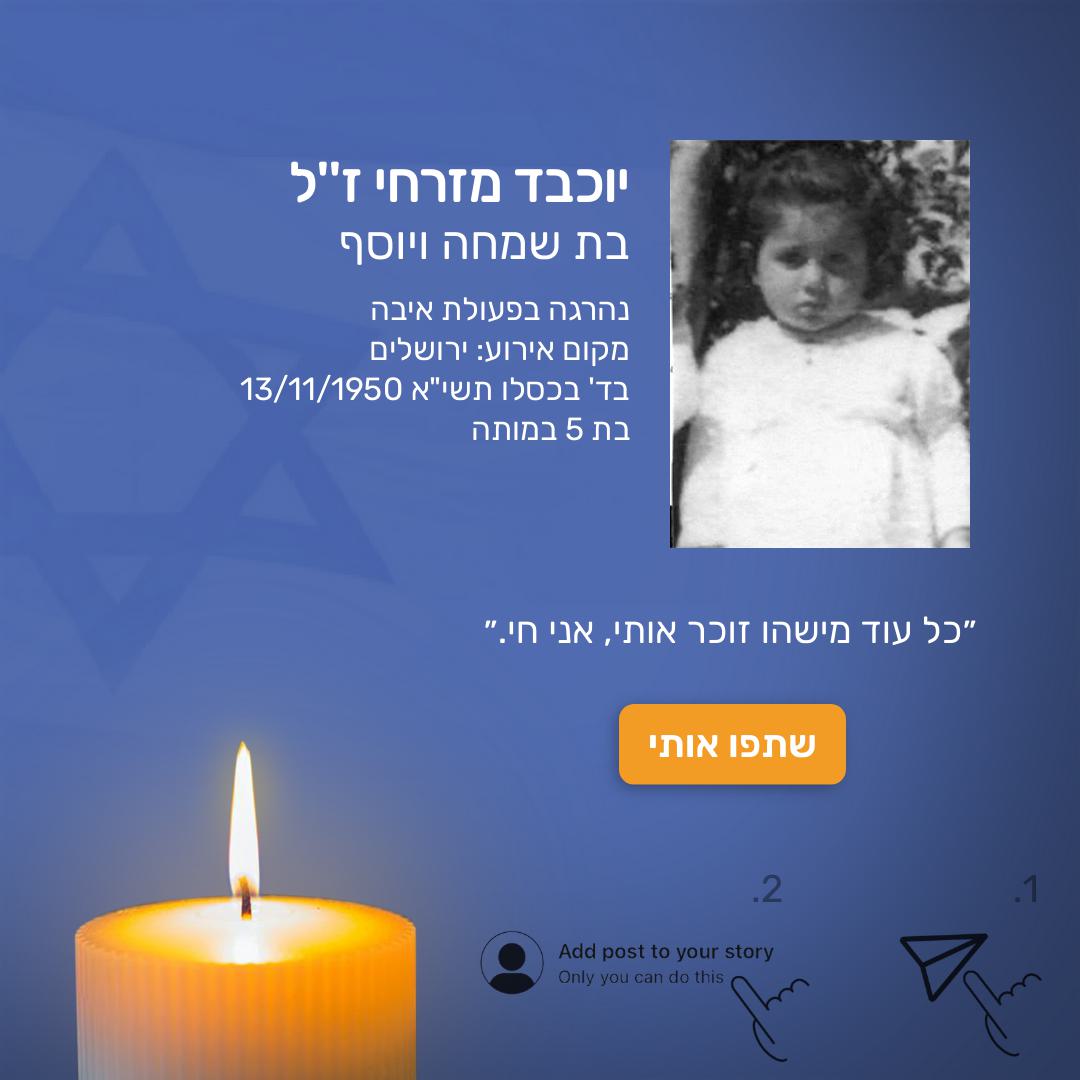 יוכבד מזרחי ז''ל
בת שמחה ויוסף
נהרגה בפעולת איבה
מקום אירוע: ירושלים
בד' בכסלו תשי"א 13/11/1950
בת 5 במותה
״כל עוד מישהו זוכר אותי, אני חי.״
שתפו אותי
1.
2.
Add post to your story
Only you can do this